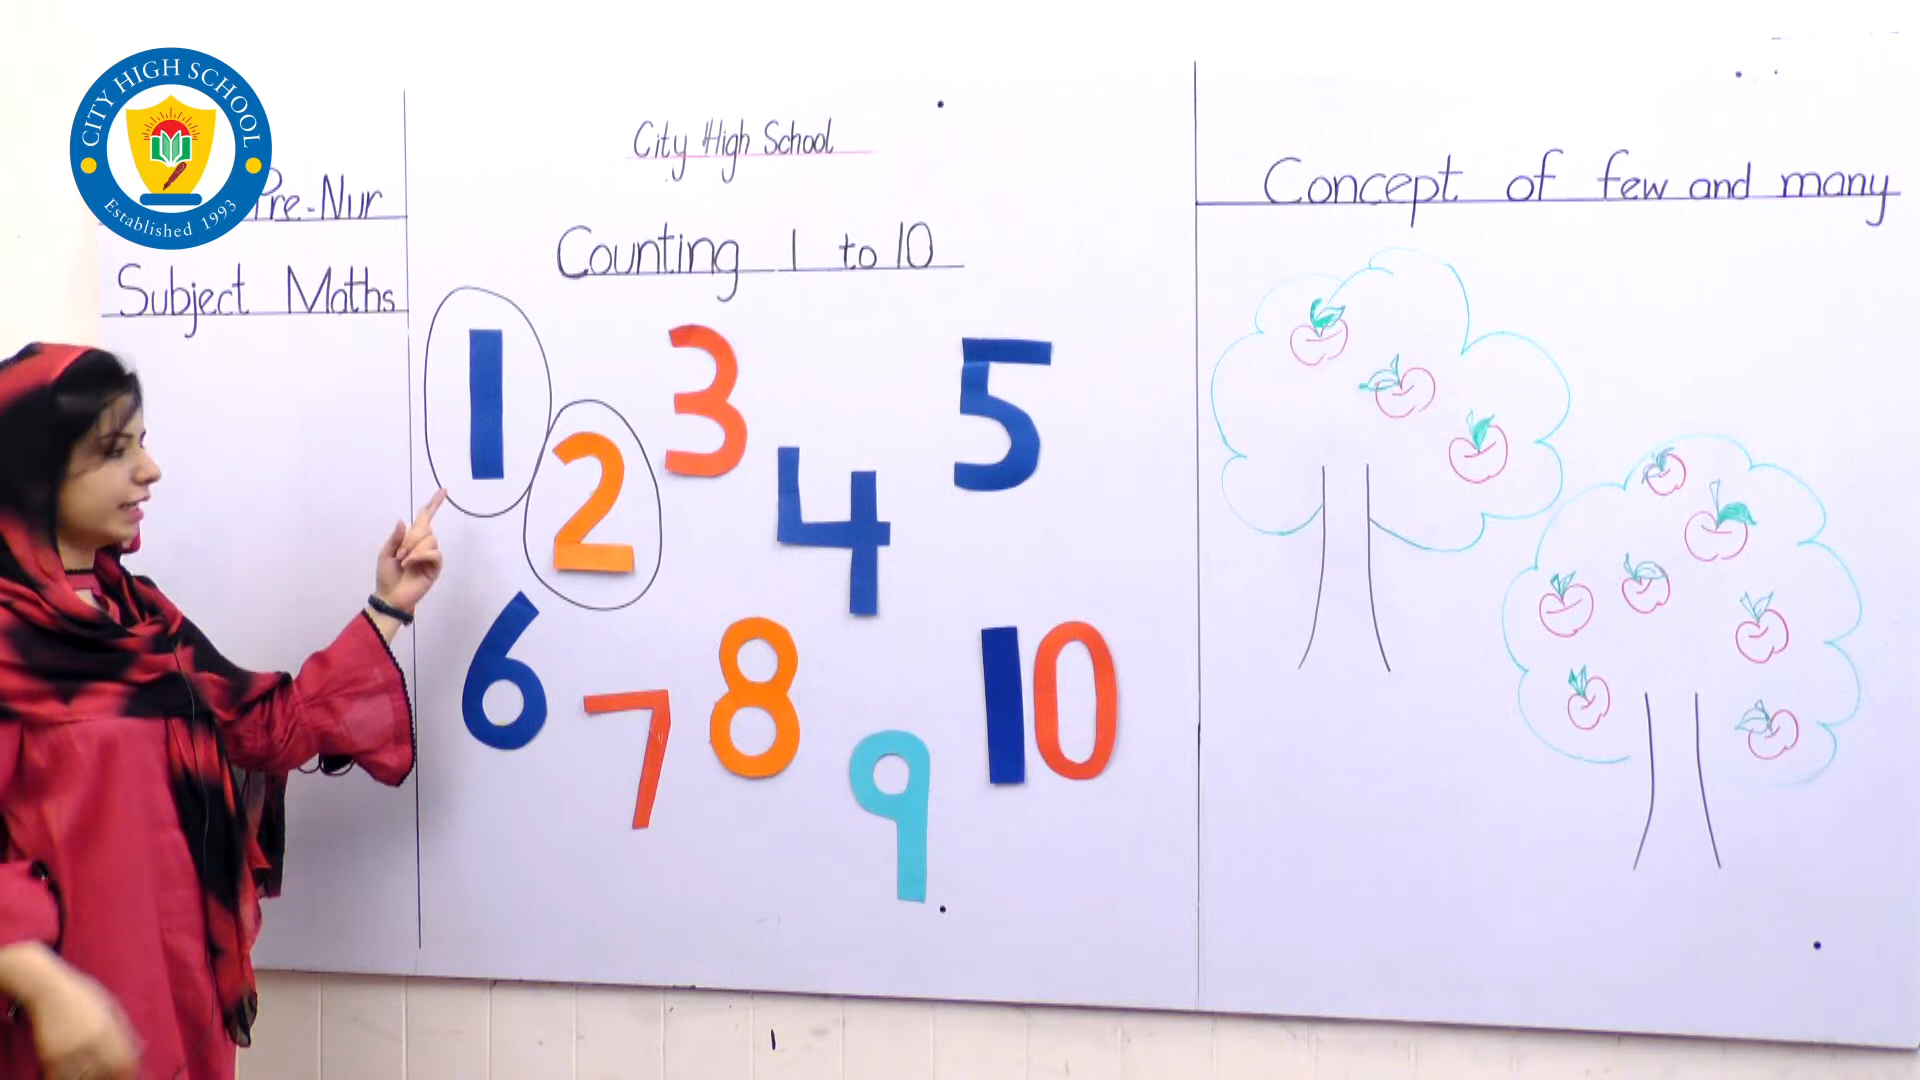 CITY HIGH SCHOOL
Established 1993
Pre-Nur
Subject Maths
City High School
Counting 1 to 10
1
2
3
4
5
6
7
8
9
10
Concept of few and many